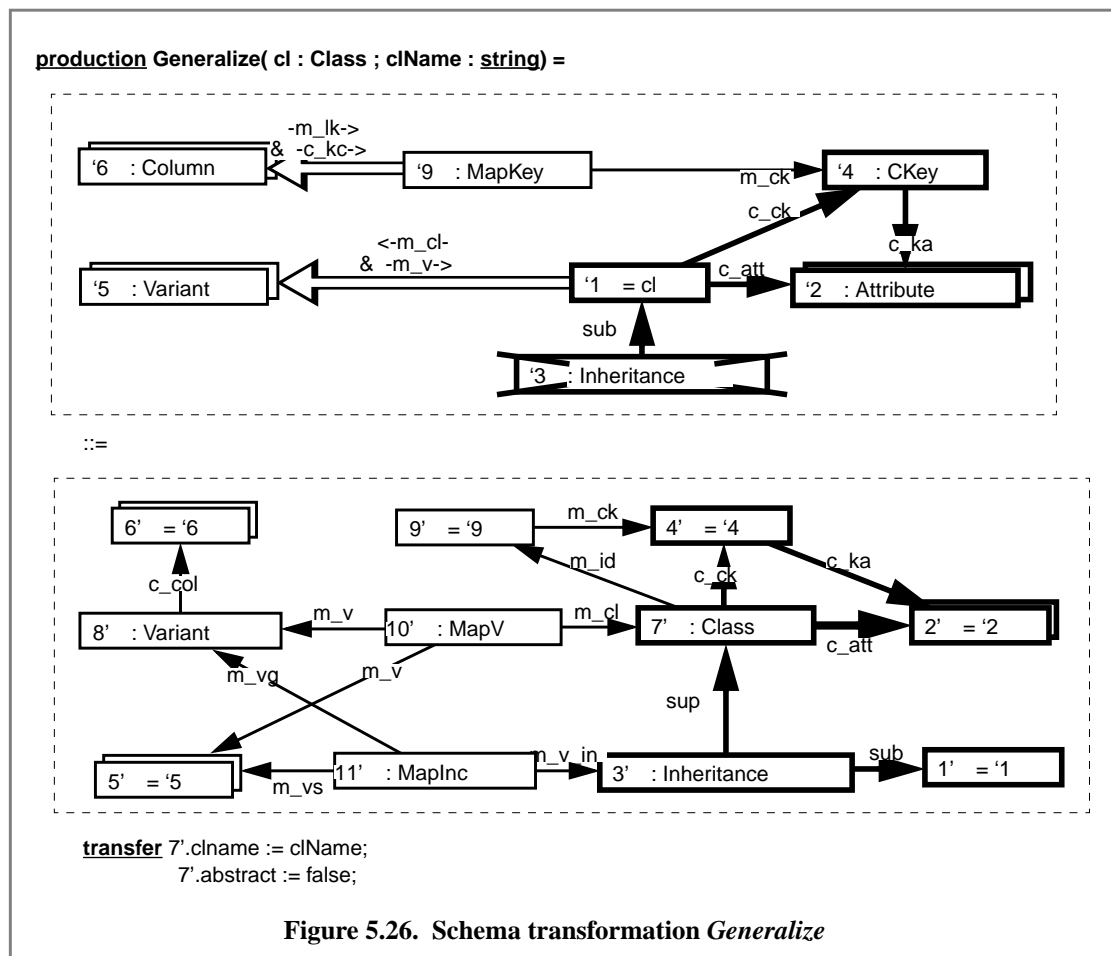 production Generalize( cl : Class ; clName : string) =
-m_lk->
& -c_kc->
‘6 : Column
‘9 : MapKey
m_ck
‘4 : CKey
c_ck
<-m_cl-
& -m_v->
c_ka
‘5 : Variant
‘1 = cl
c_att
‘2 : Attribute
sub
‘3 : Inheritance
::=
6’ = ‘6
9’ = ‘9
m_ck
4’ = ‘4
c_col
m_id
c_ck
c_ka
8’ : Variant
m_v
10’ : MapV
m_cl
7’ : Class
c_att
2’ = ‘2
m_vg
m_v
sup
5’ = ‘5
m_vs
11’ : MapInc
m_v_in
3’ : Inheritance
sub
1’ = ‘1
transfer 7’.clname := clName;
7’.abstract := false;
Figure 5.26. Schema transformation Generalize